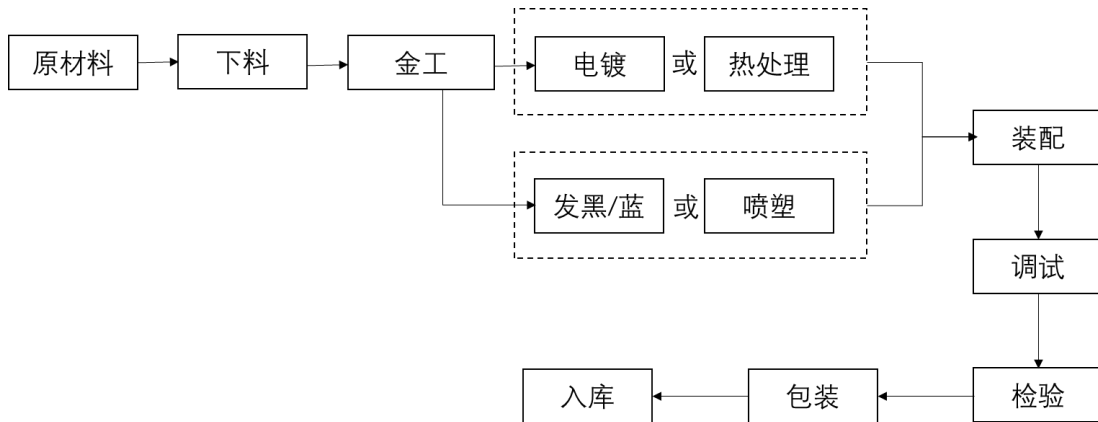 原材料
下料
金工
电镀 或 热处理
装配
发黑/蓝 或 喷塑
调试
检验
包装
入库